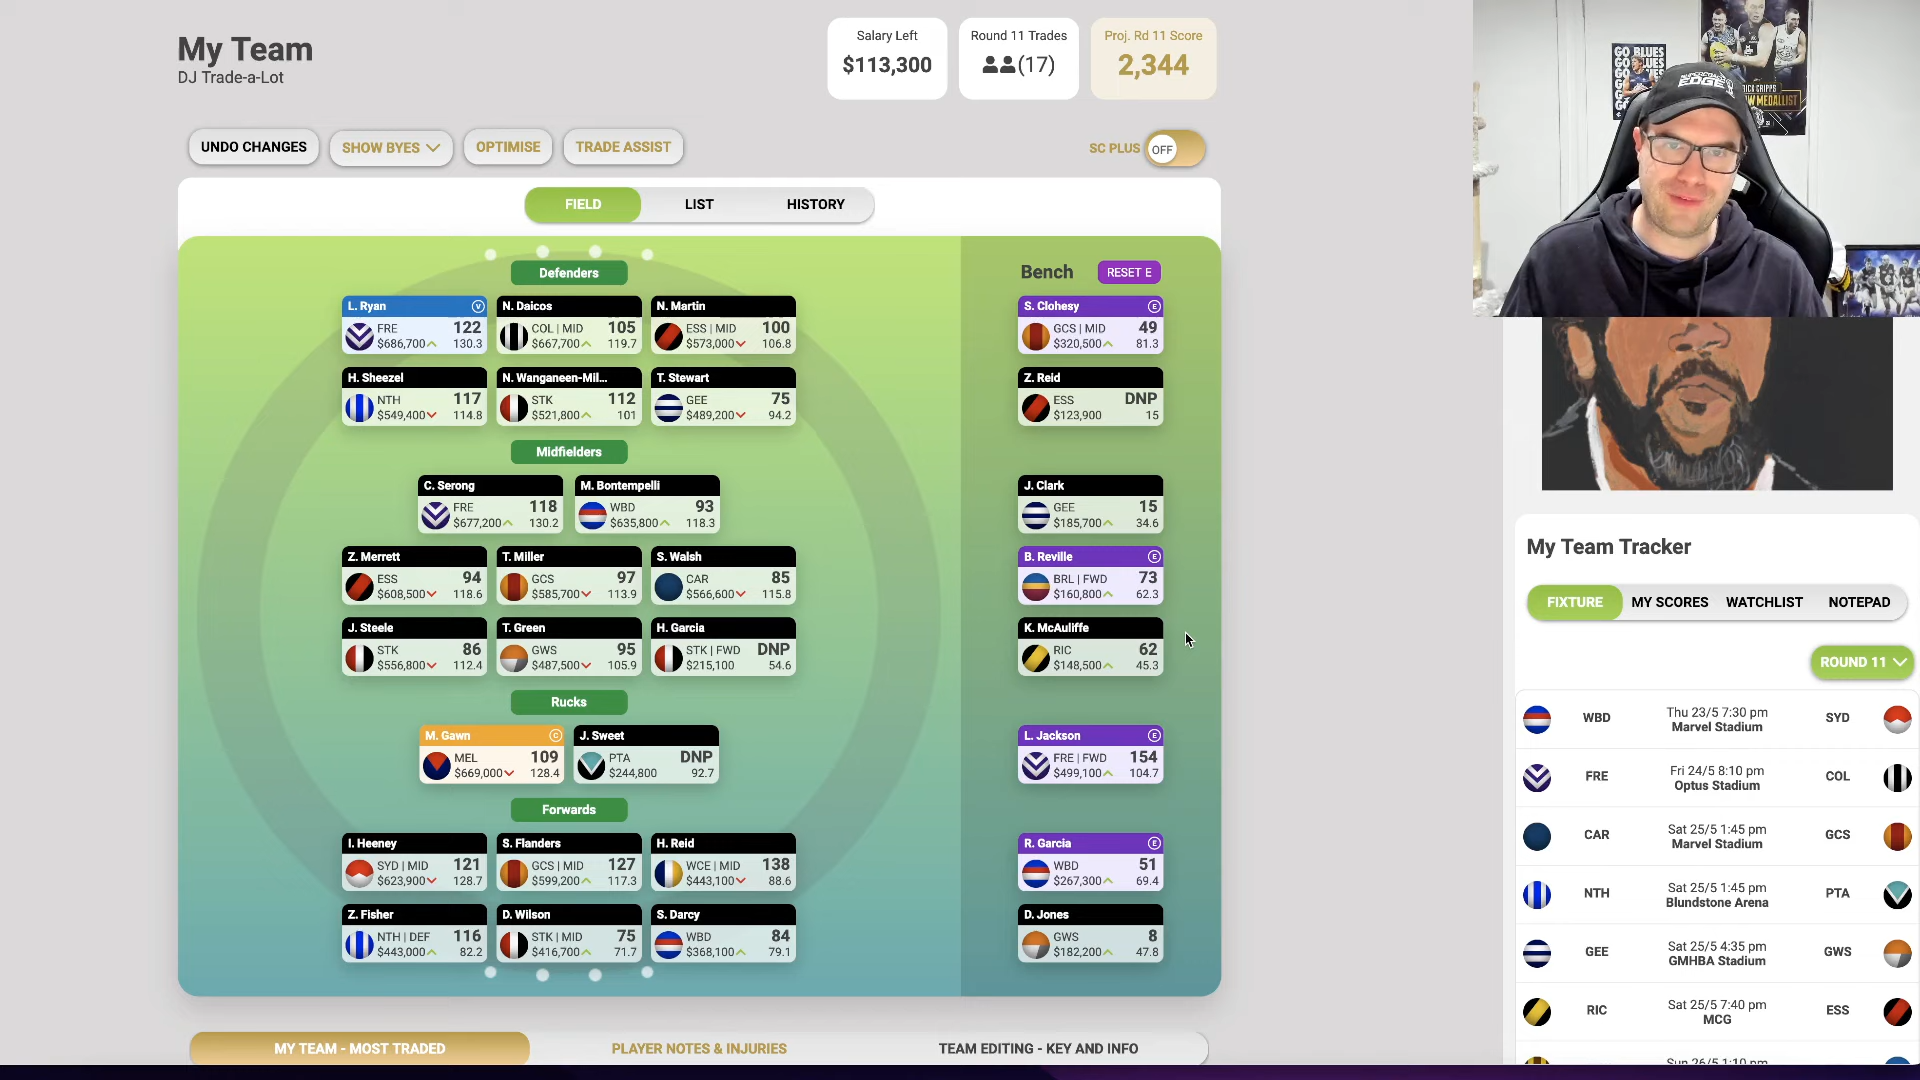 My Team
DJ Trade-a-Lot
Salary Left
$113,300
Round 11 Trades
(17)
Proj. Rd 11 Score
2,344
UNDO CHANGES
SHOW BYES
OPTIMISE
TRADE ASSIST
SC PLUS
OFF
FIELD
LIST
HISTORY
Defenders
Bench
RESET E
L. Ryan
V
FRE 122
$686,700 130.3
N. Daicos
COL | MID 105
$667,700 119.7
N. Martin
ESS | MID 100
$573,000 106.8
S. Clohesy
E
GCS | MID 49
$320,500 81.3
H. Sheezel
NTH 117
$549,400 114.8
N. Wanganeen-Mil...
STK 112
$521,800 101
T. Stewart
GEE 75
$489,200 94.2
Z. Reid
ESS DNP
$123,900 15
Midfielders
C. Serong
FRE 118
$677,200 130.2
M. Bontempelli
WBD 93
$635,800 118.3
J. Clark
GEE 15
$185,700 34.6
Z. Merrett
ESS 94
$608,500 118.6
T. Miller
GCS 97
$585,700 113.9
S. Walsh
CAR 85
$566,600 115.8
B. Reville
E
BRL | FWD 73
$160,800 62.3
J. Steele
STK 86
$556,800 112.4
T. Green
GWS 95
$487,500 105.9
H. Garcia
STK | FWD DNP
$215,100 54.6
K. McAuliffe
RIC 62
$148,500 45.3
Rucks
M. Gawn
C
MEL 109
$669,000 128.4
J. Sweet
PTA DNP
$244,800 92.7
L. Jackson
E
FRE | FWD 154
$499,100 104.7
Forwards
I. Heeney
SYD | MID 121
$623,900 128.7
S. Flanders
GCS | MID 127
$599,200 117.3
H. Reid
WCE | MID 138
$443,100 88.6
R. Garcia
E
WBD 51
$267,300 69.4
Z. Fisher
NTH | DEF 116
$443,000 82.2
D. Wilson
STK | MID 75
$416,700 71.7
S. Darcy
WBD 84
$368,100 79.1
D. Jones
GWS 8
$182,200 47.8
MY TEAM - MOST TRADED
PLAYER NOTES & INJURIES
TEAM EDITING - KEY AND INFO
GO BLUES
EDGE
MEDALLIST
My Team Tracker
FIXTURE
MY SCORES
WATCHLIST
NOTEPAD
ROUND 11
WBD
Thu 23/5 7:30 pm
Marvel Stadium
SYD
FRE
Fri 24/5 8:10 pm
Optus Stadium
COL
CAR
Sat 25/5 1:45 pm
Marvel Stadium
GCS
NTH
Sat 25/5 1:45 pm
Blundstone Arena
PTA
GEE
Sat 25/5 4:35 pm
GMHBA Stadium
GWS
RIC
Sat 25/5 7:40 pm
MCG
ESS
Sun 26/5 1:10 pm